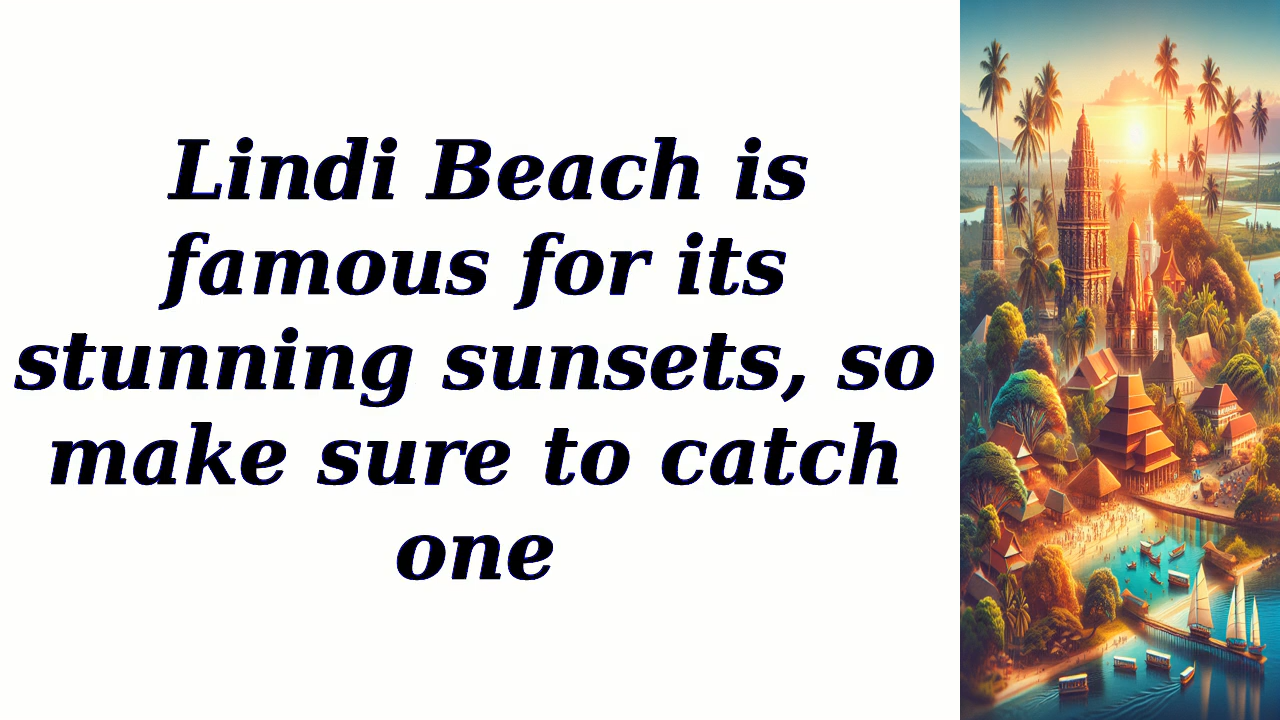 Lindi Beach is
famous for its
stunning sunsets, so
make sure to catch
one